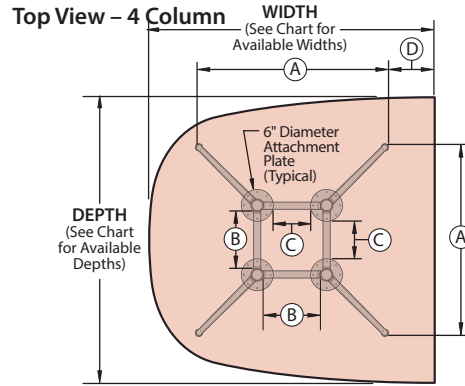 Top View – 4 Column
WIDTH
(See Chart for
Available Widths)
D
A
6" Diameter
Attachment
Plate
(Typical)
DEPTH
(See Chart
for Available
Depths)
B
C
C
A
B